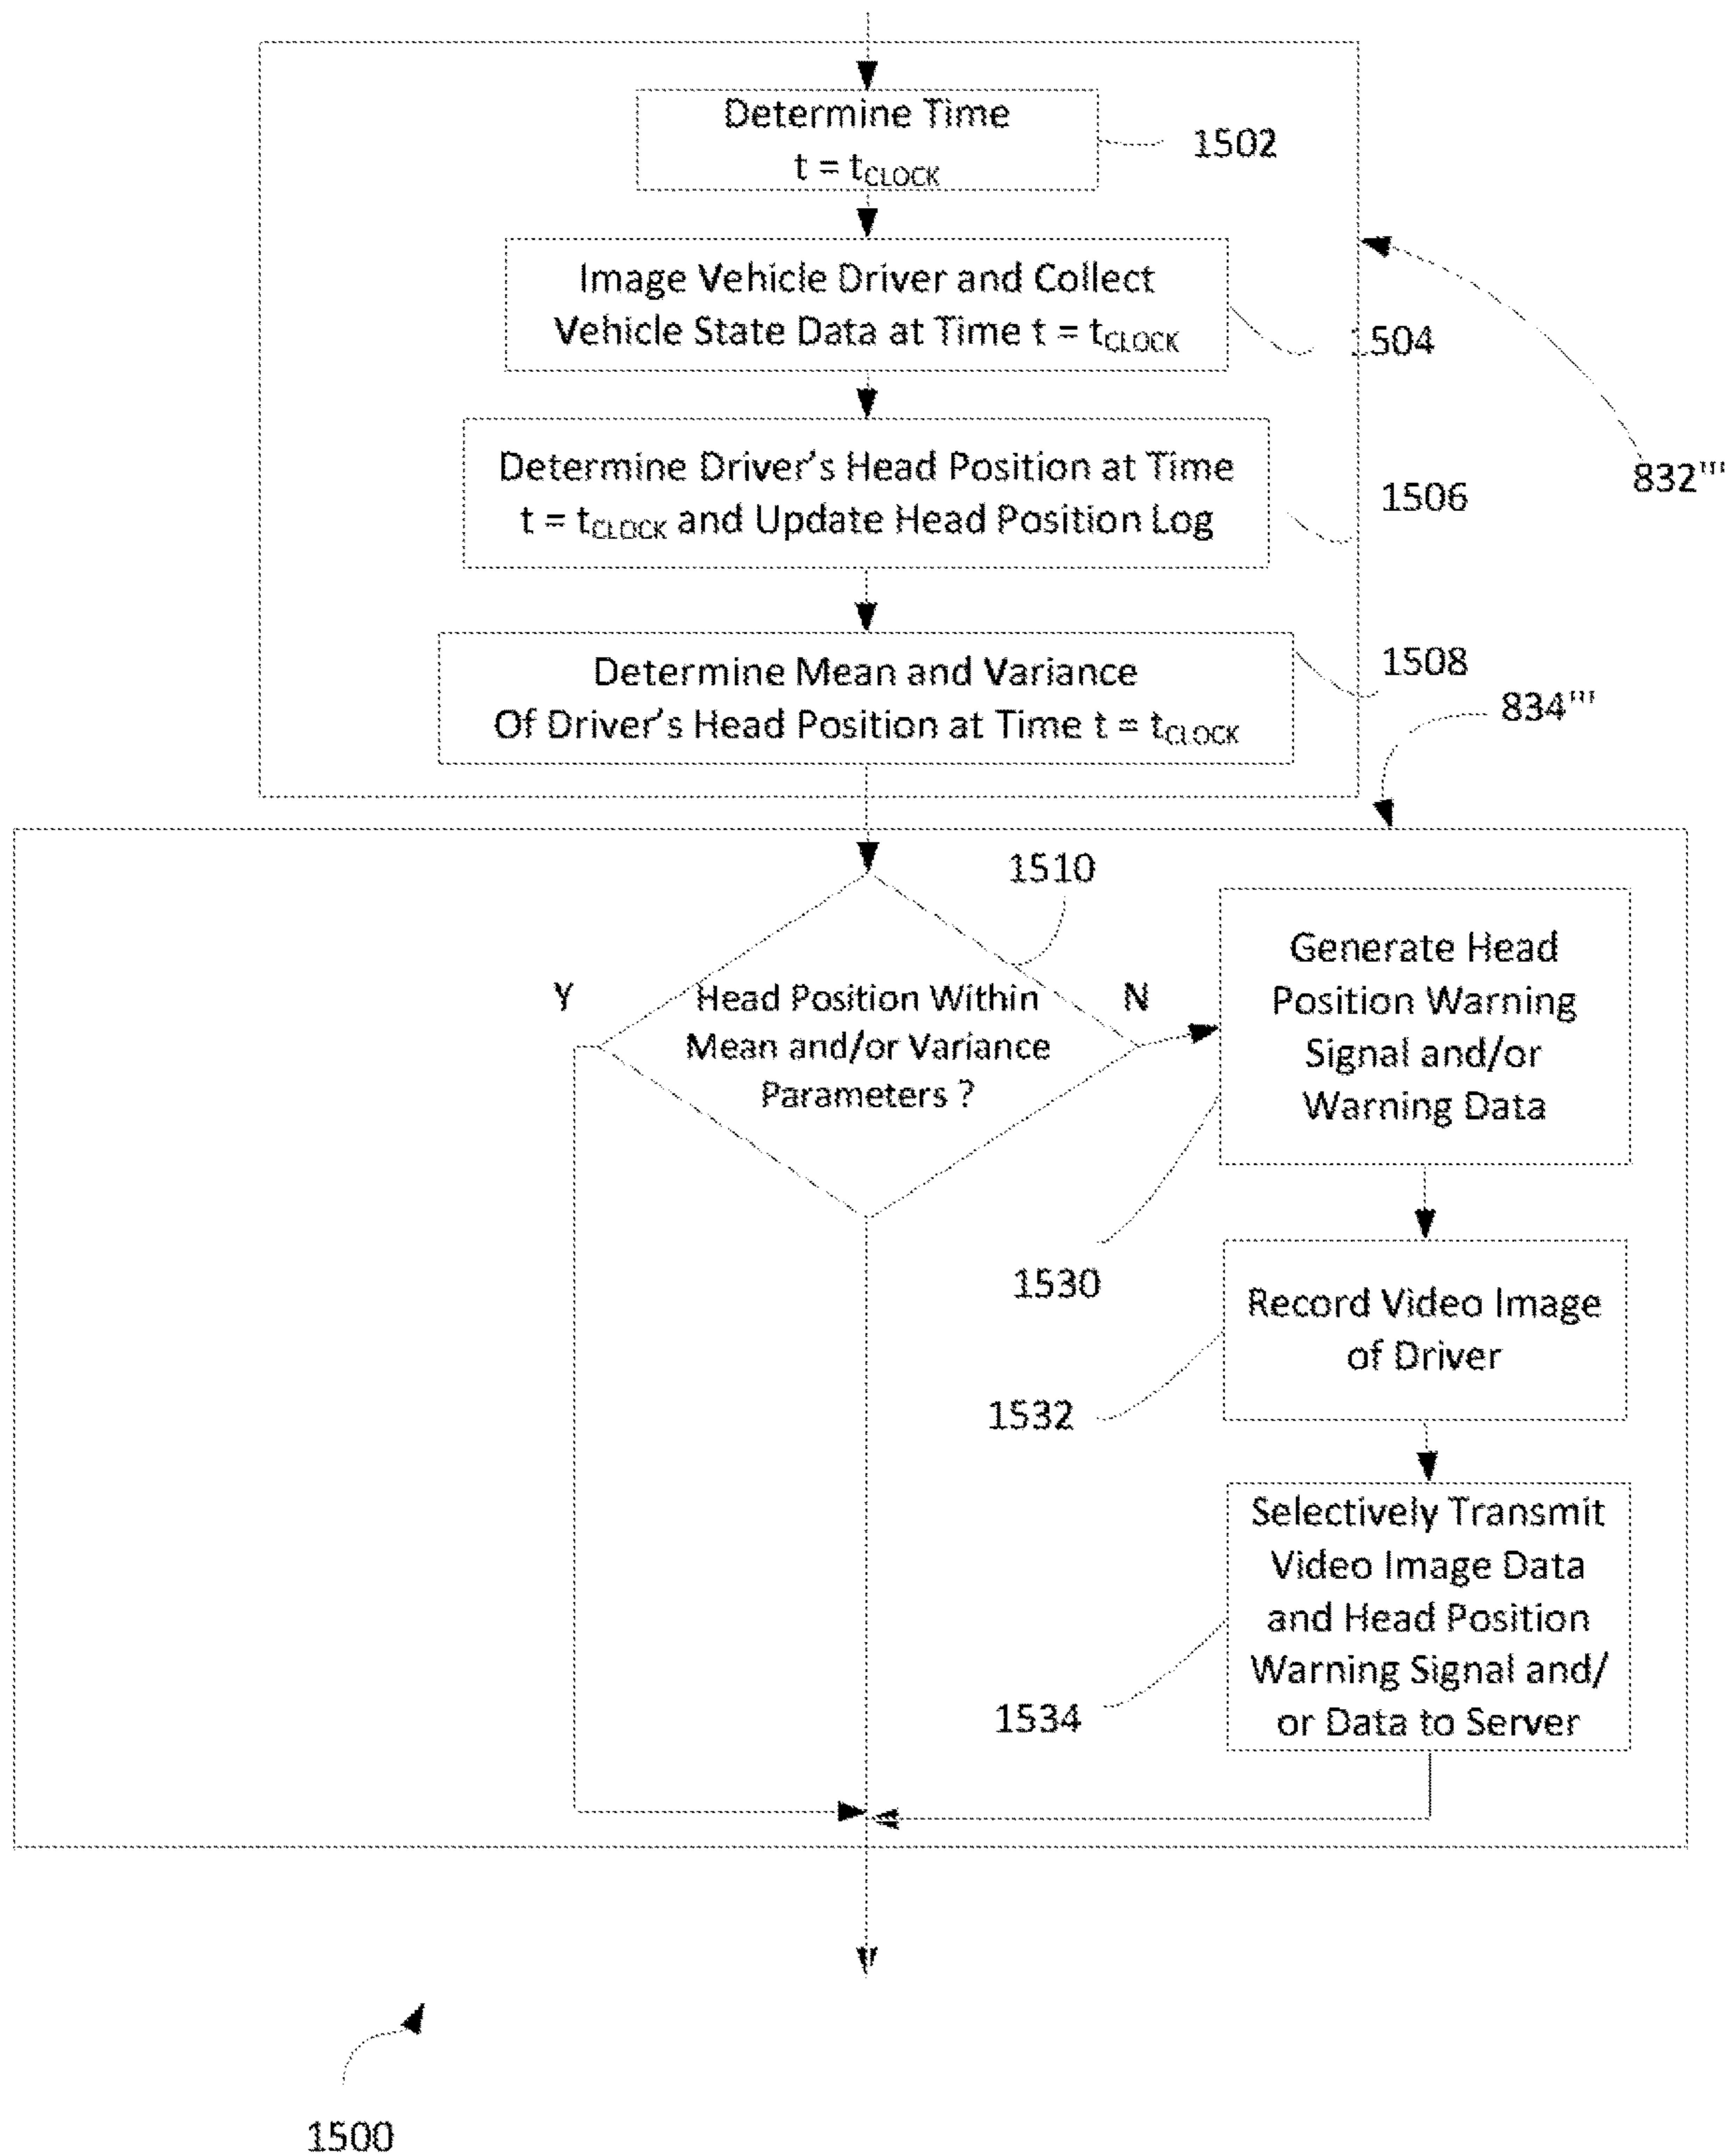 Determine Time
t = tCLOCK
1502
Image Vehicle Driver and Collect
Vehicle State Data at Time t = tCLOCK
1504
832'''
Determine Driver's Head Position at Time
t = tCLOCK and Update Head Position Log
1506
Determine Mean and Variance
Of Driver's Head Position at Time t = tCLOCK
1508
834'''
1510
Y
Head Position Within
Mean and/or Variance
Parameters ?
N
Generate Head
Position Warning
Signal and/or
Warning Data
1530
Record Video Image
of Driver
1532
Selectively Transmit
Video Image Data
and Head Position
Warning Signal and/
or Data to Server
1534
1500